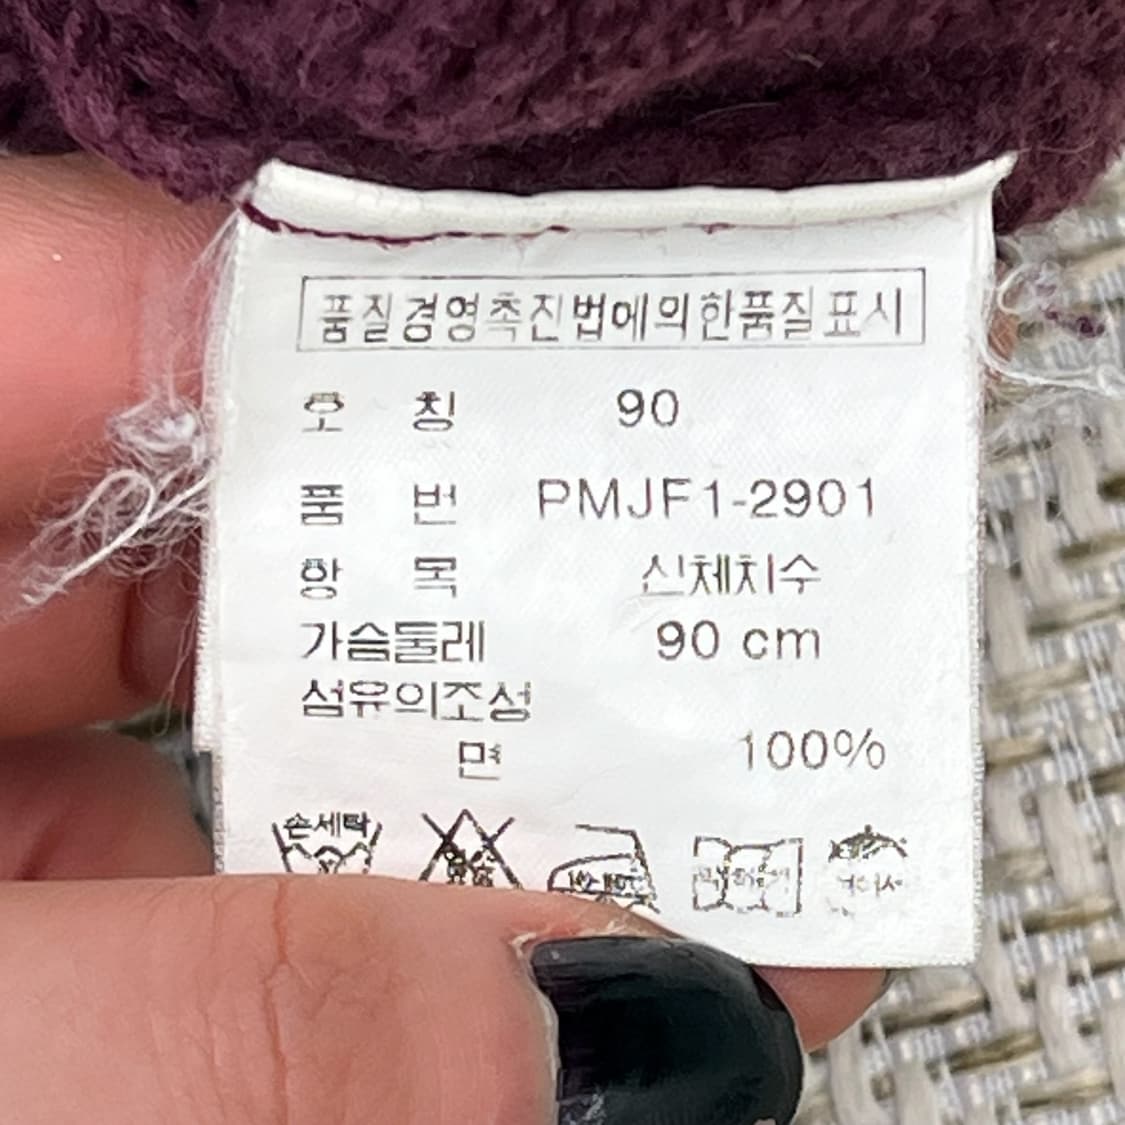 품질경영촉진법에의한품질표시
호 칭 90
품 번 PMJF1-2901
항 목 신체치수
가슴둘레 90 cm
섬유의조성
면 100%
손세탁